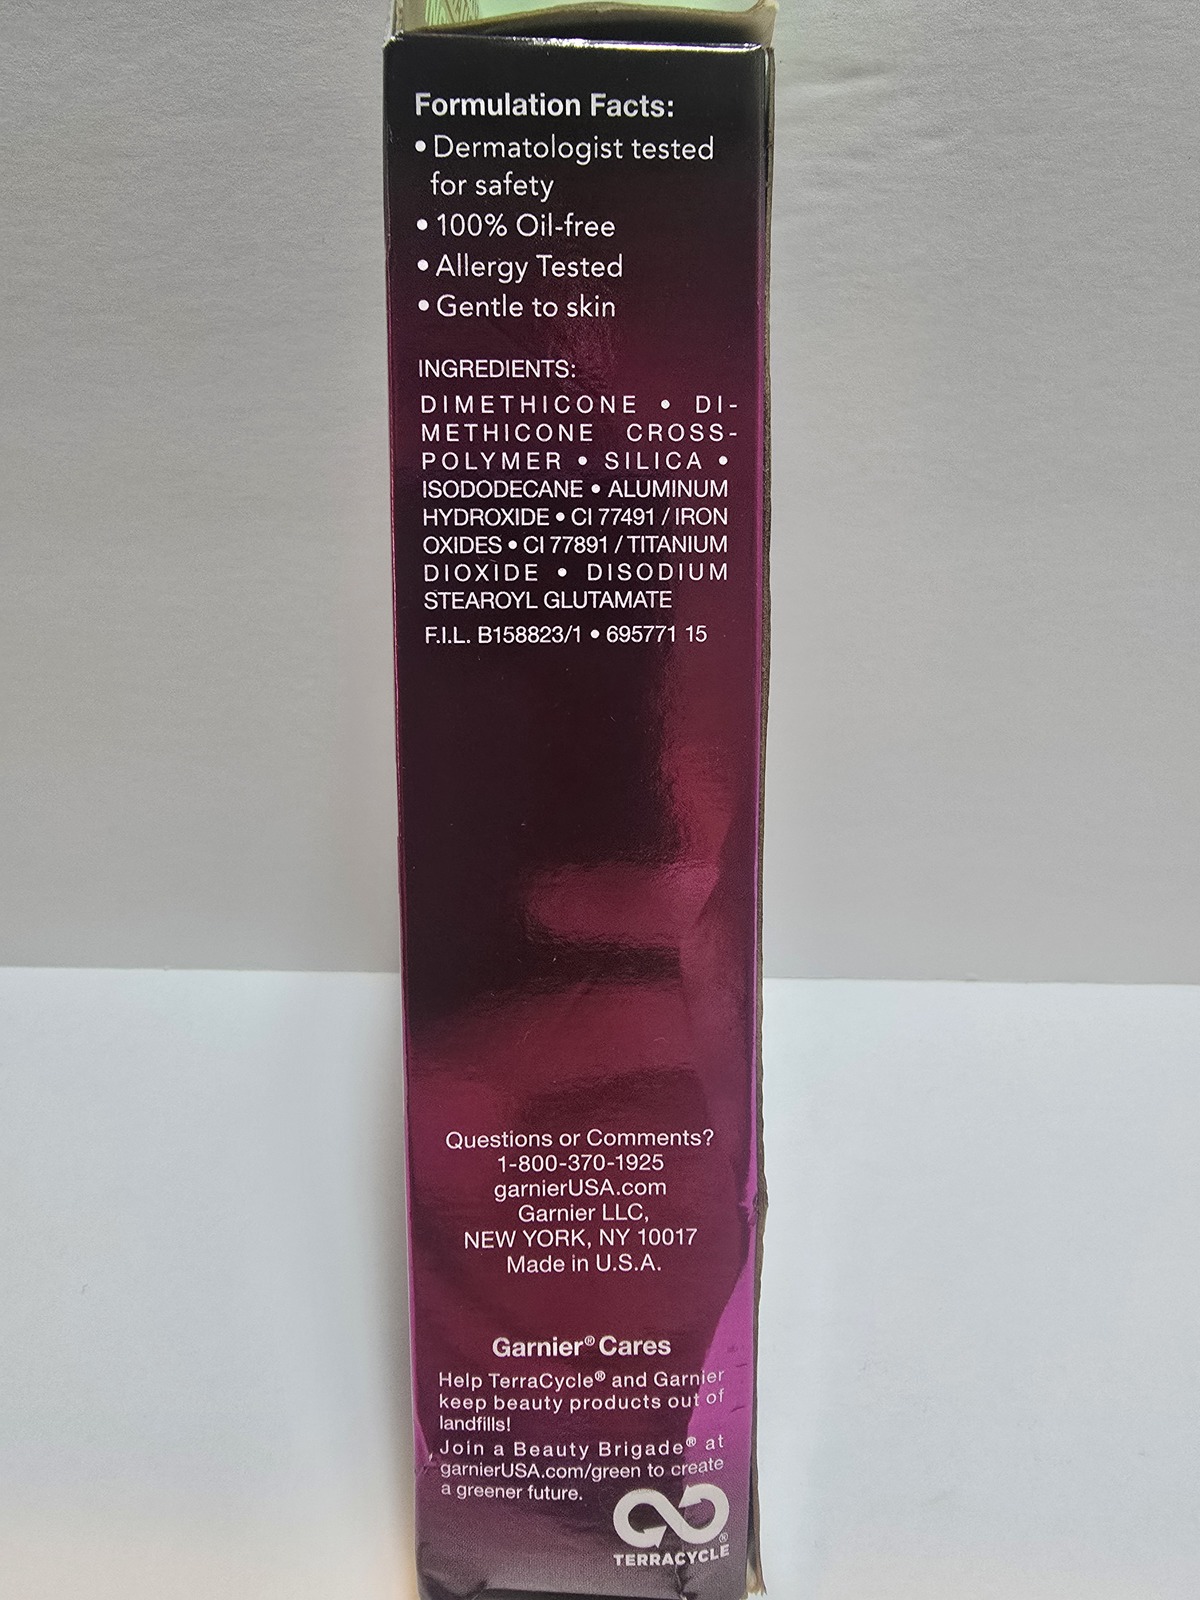 Formulation Facts:
• Dermatologist tested
for safety
• 100% Oil-free
• Allergy Tested
• Gentle to skin
INGREDIENTS:
DIMETHICONE • DI-
METHICONE CROSS-
POLYMER • SILICA •
ISODODECANE • ALUMINUM
HYDROXIDE • CI 77491 / IRON
OXIDES • CI 77891 / TITANIUM
DIOXIDE • DISODIUM
STEAROYL GLUTAMATE
F.I.L. B158823/1 • 695771 15
Questions or Comments?
1-800-370-1925
garnierUSA.com
Garnier LLC,
NEW YORK, NY 10017
Made in U.S.A.
Garnier® Cares
Help TerraCycle® and Garnier
keep beauty products out of
landfills!
Join a Beauty Brigade® at
garnierUSA.com/green to create
a greener future.
TERRACYCLE®